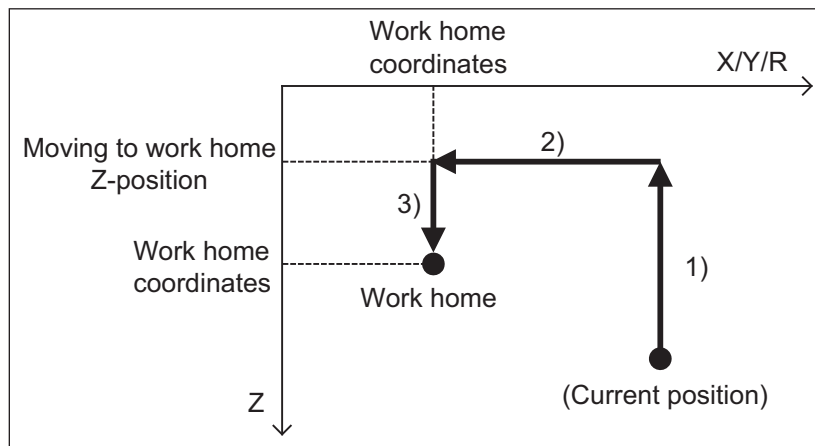 Work home
coordinates
X/Y/R
Moving to work home
Z-position
2)
3)
Work home
coordinates
1)
Work home
(Current position)
Z